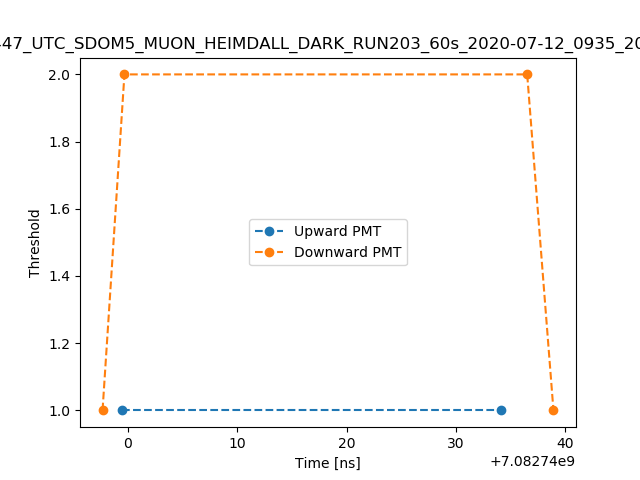 47_UTC_SDOM5_MUON_HEIMDALL_DARK_RUN203_60s_2020-07-12_0935_20
2.0
1.8
1.6
1.4
1.2
1.0
Threshold
Upward PMT
Downward PMT
0 10 20 30 40
Time [ns]
+7.08274e9